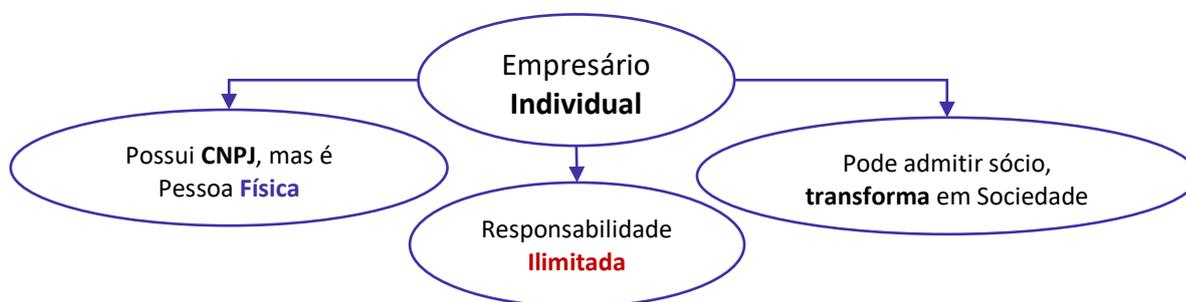 Empresário
Individual
Possui CNPJ, mas é
Pessoa Física
Responsabilidade
Ilimitada
Pode admitir sócio,
transforma em Sociedade